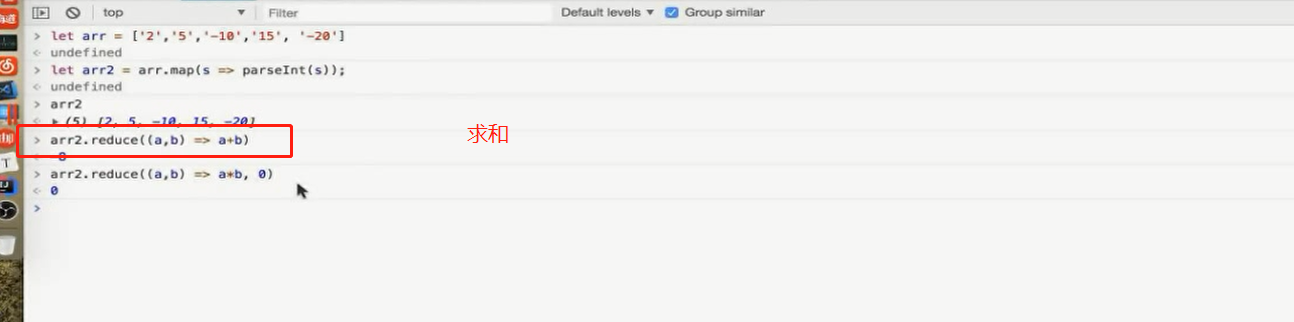 top Filter Default levels Group similar
> let arr = ['2','5','-10','15', '-20']
< undefined
> let arr2 = arr.map(s => parseInt(s));
< undefined
> arr2
(5) [2, 5, -10, 15, -20]
> arr2.reduce((a,b) => a+b)
求和
> arr2.reduce((a,b) => a*b, 0)
< 0
>